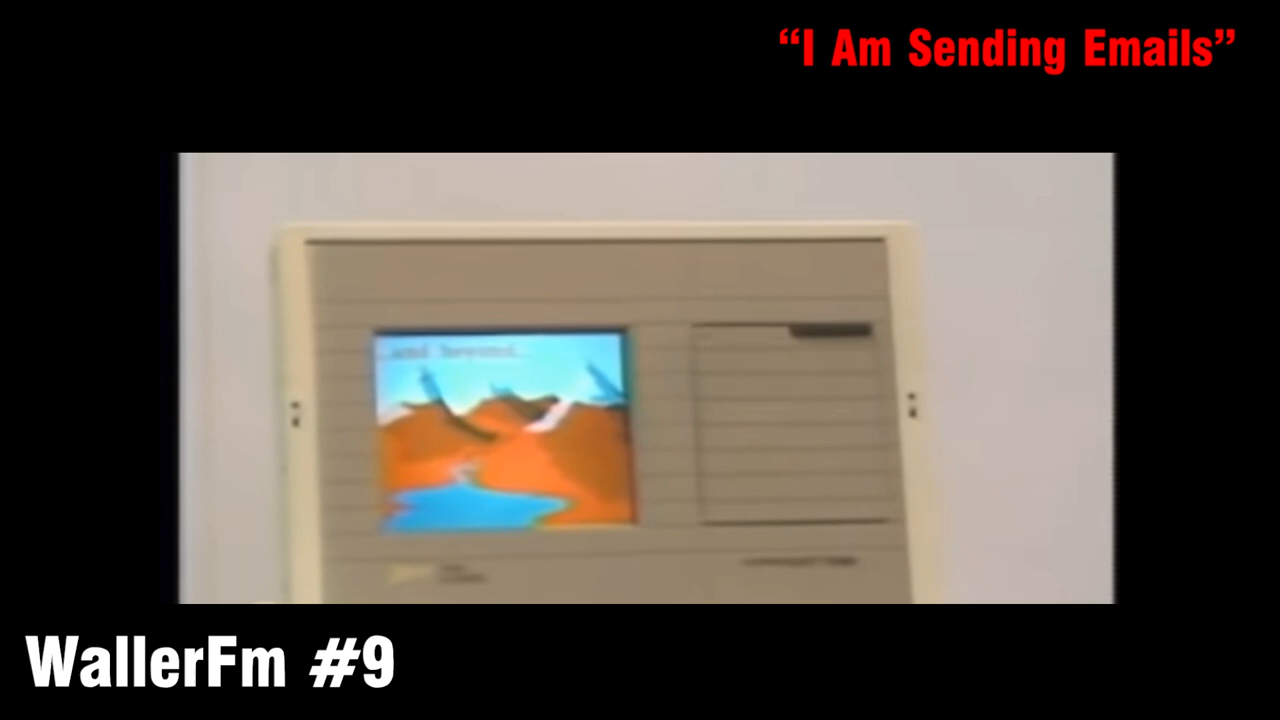 “I Am Sending Emails”
...and beyond...
WallerFm #9